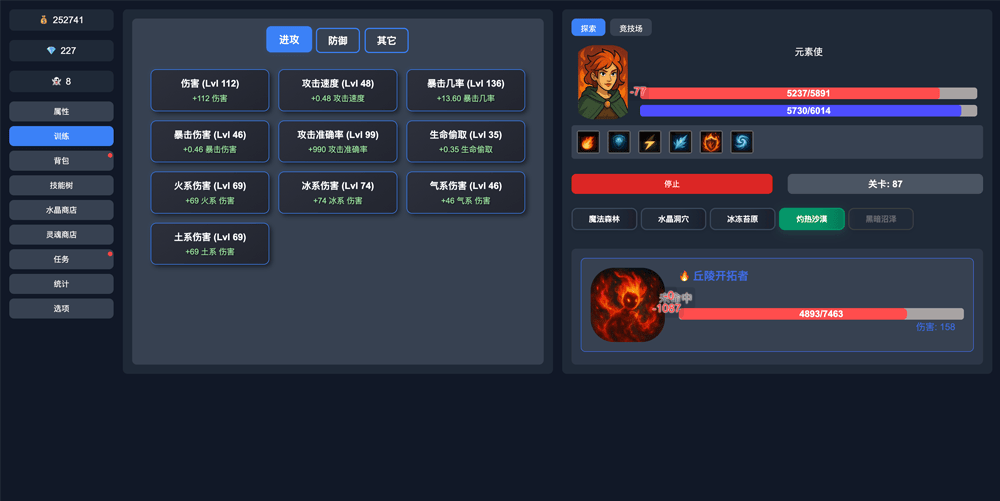 252741
227
8
属性
训练
背包
技能树
水晶商店
灵魂商店
任务
统计
选项
进攻
防御
其它
伤害 (Lvl 112)
+112 伤害
攻击速度 (Lvl 48)
+0.48 攻击速度
暴击几率 (Lvl 136)
+13.60 暴击几率
暴击伤害 (Lvl 46)
+0.46 暴击伤害
攻击准确率 (Lvl 99)
+990 攻击准确率
生命偷取 (Lvl 35)
+0.35 生命偷取
火系伤害 (Lvl 69)
+69 火系 伤害
冰系伤害 (Lvl 74)
+74 冰系 伤害
气系伤害 (Lvl 46)
+46 气系 伤害
土系伤害 (Lvl 69)
+69 土系 伤害
探索
竞技场
元素使
-77
5237/5891
5730/6014
停止
关卡: 87
魔法森林
水晶洞穴
冰冻苔原
灼热沙漠
黑暗沼泽
🔥 丘陵开拓者
-1087
4893/7463
伤害: 158